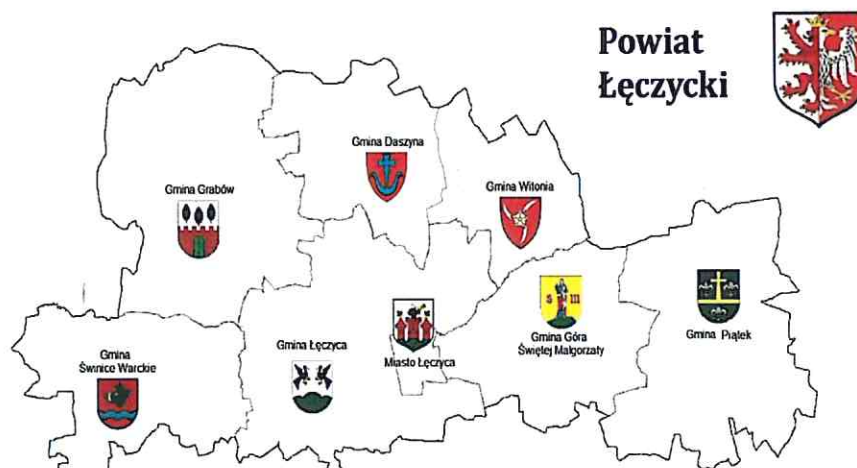 Powiat
Łęczycki
Gmina Daszyna
Gmina Grabów
Gmina Witonia
Gmina Łęczyca
Miasto Łęczyca
Gmina Góra
Świętej Małgorzaty
S M
Gmina Piątek
Gmina
Świnice Warckie